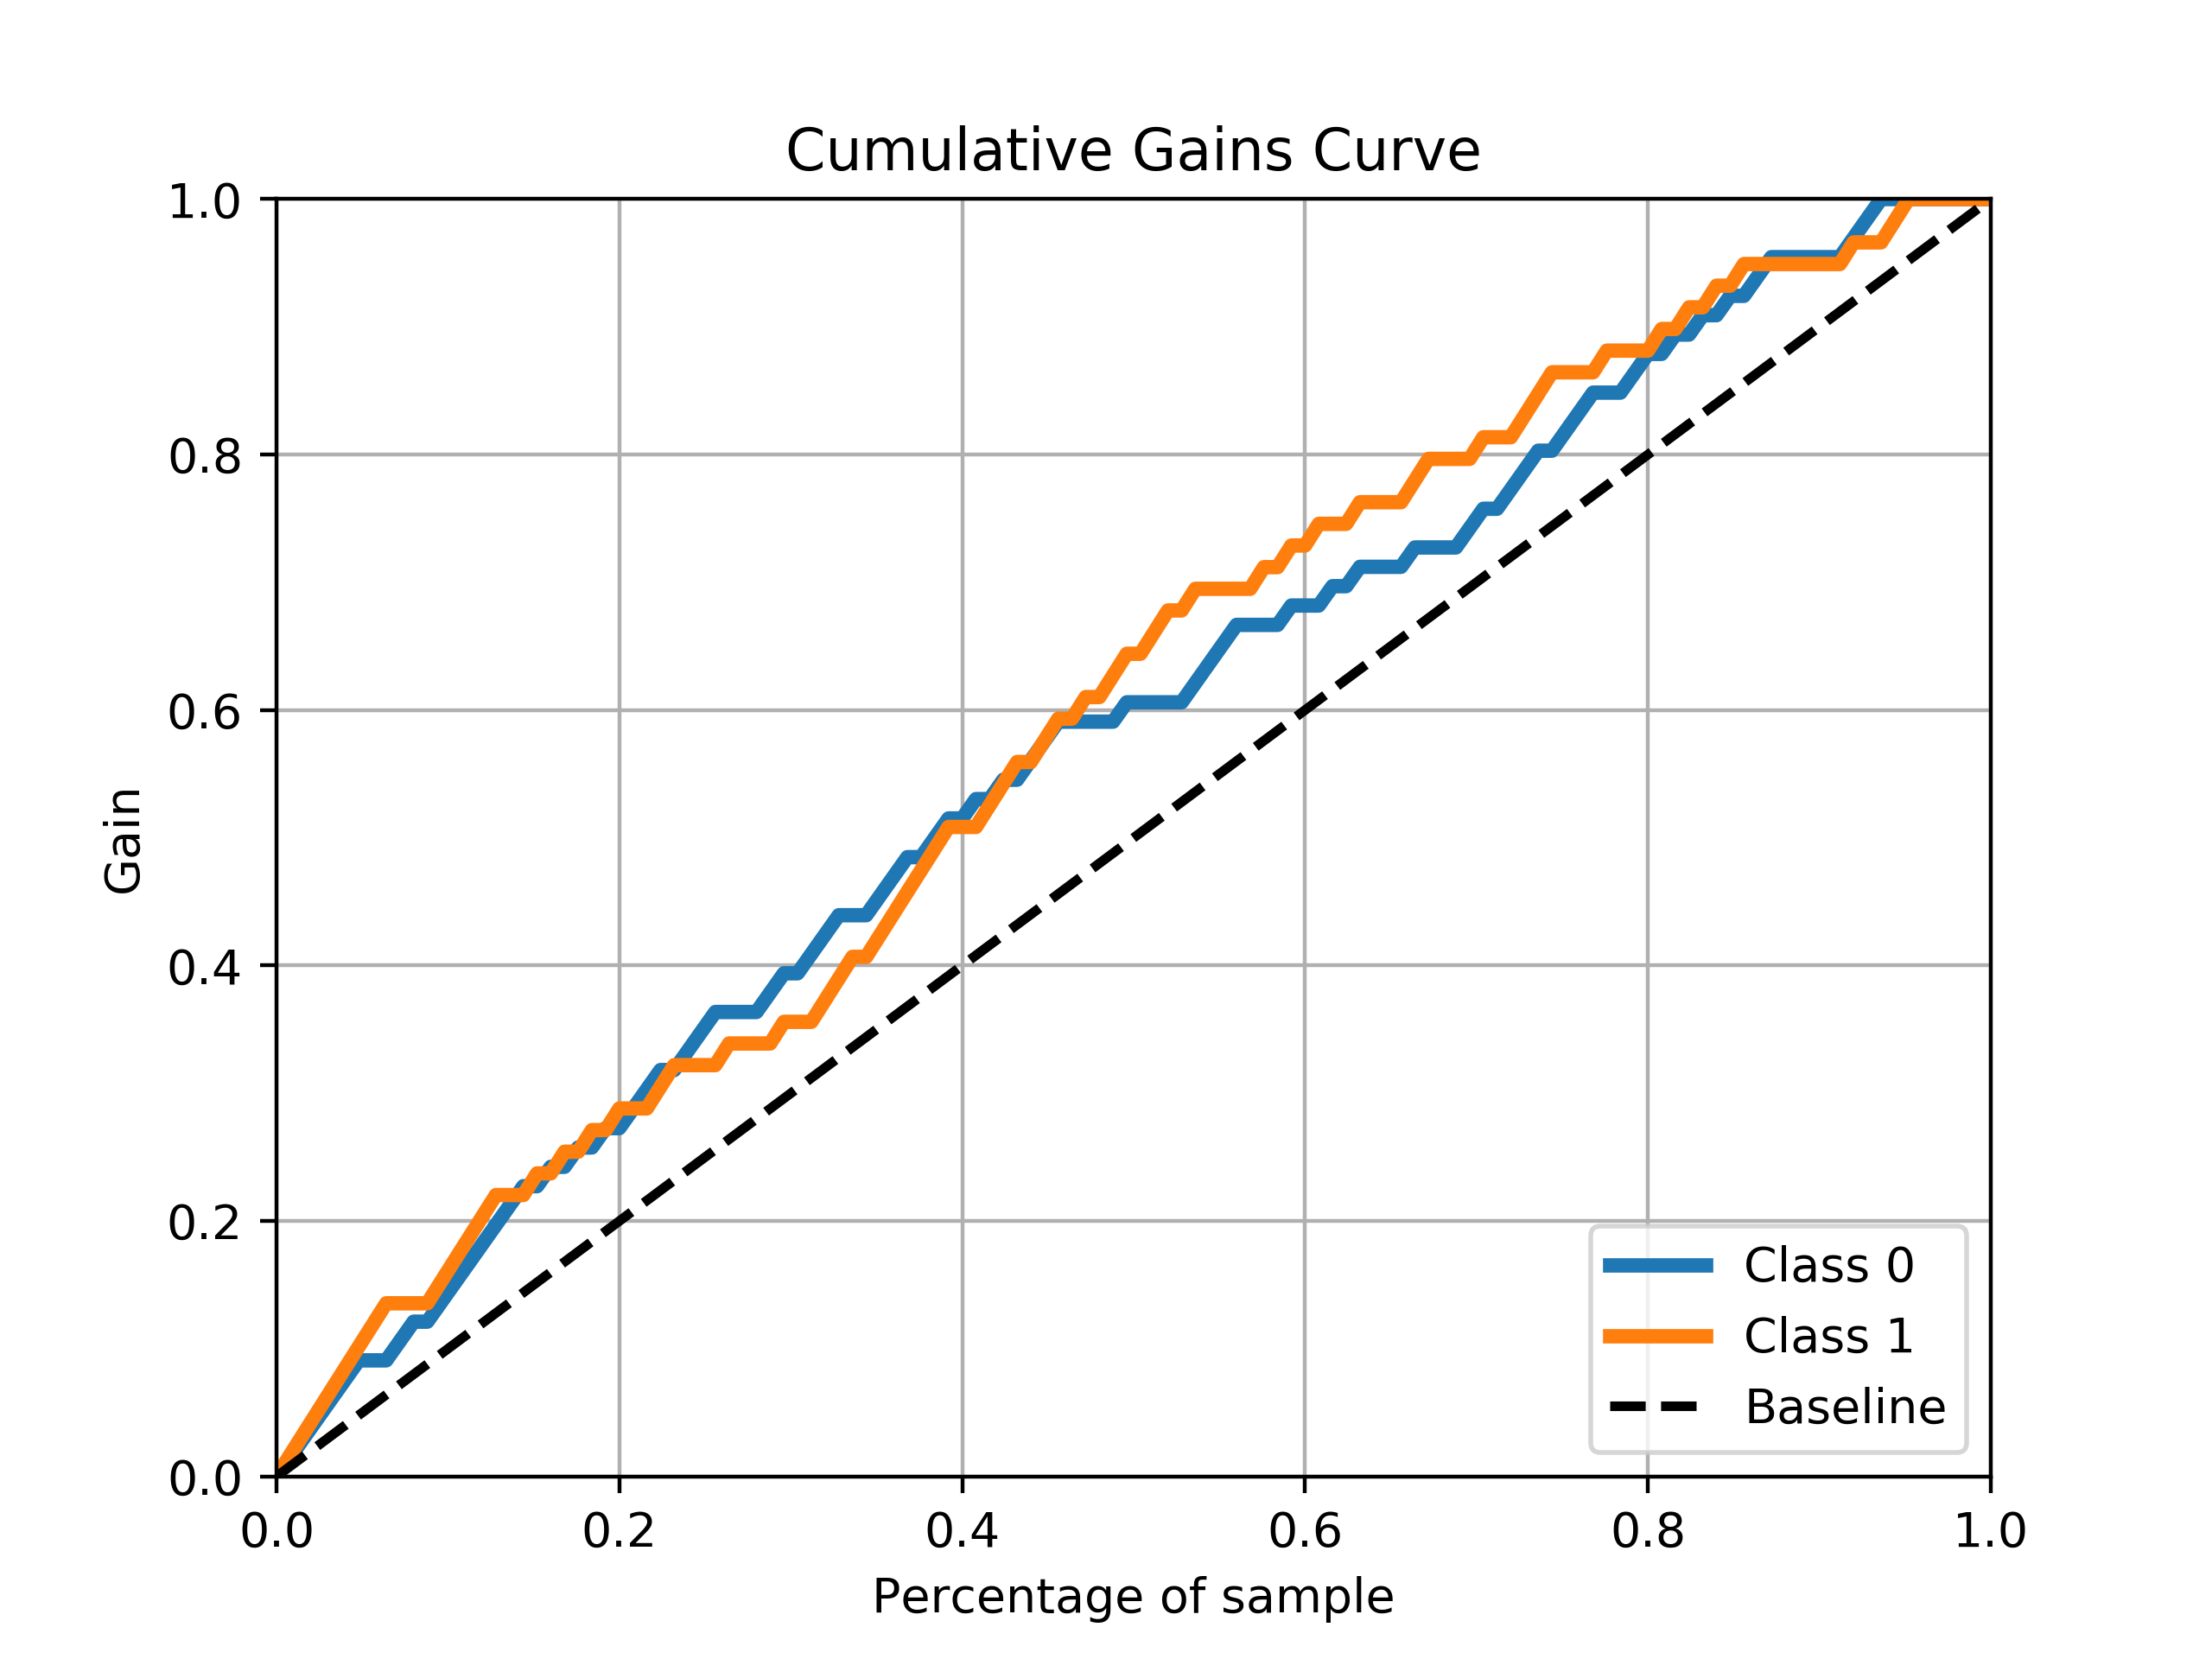 Cumulative Gains Curve
1.0
0.8
0.6
0.4
0.2
0.0
Gain
0.0 0.2 0.4 0.6 0.8 1.0
Percentage of sample
Class 0
Class 1
Baseline